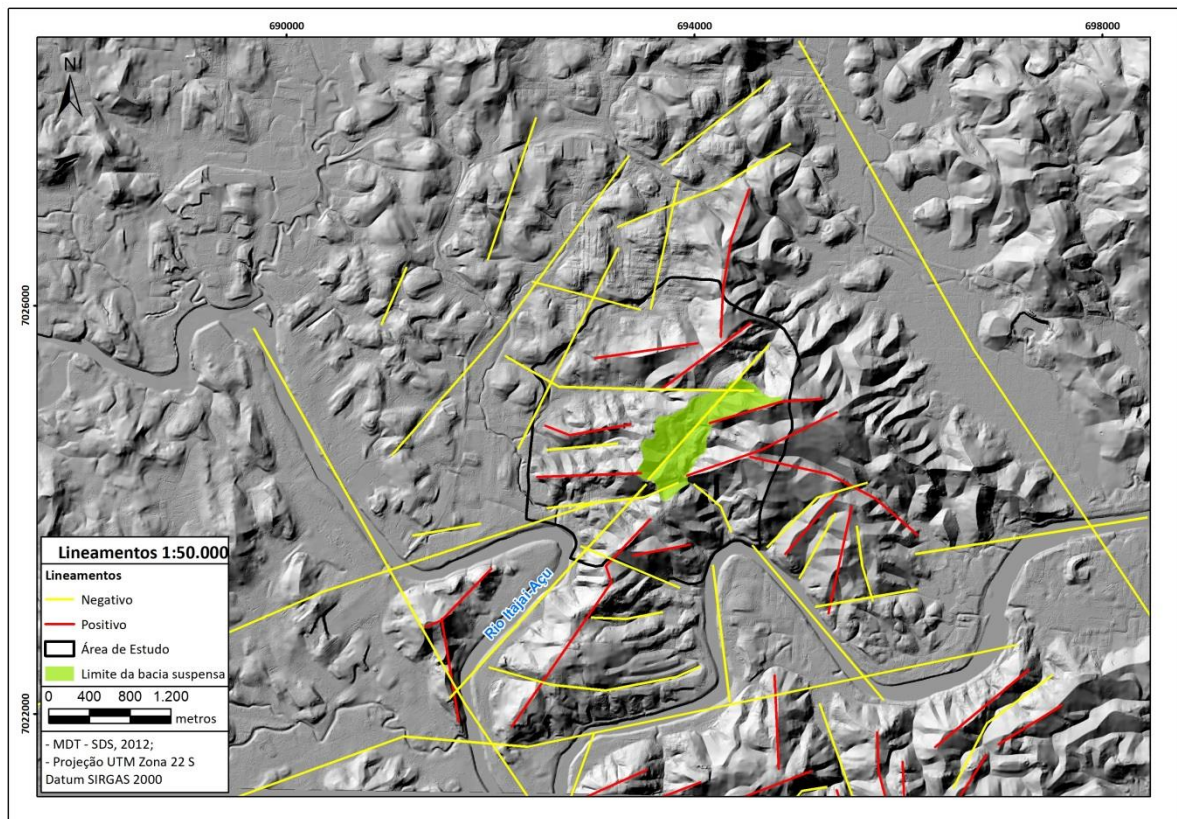 690000
694000
698000
N
7026000
7022000
Rio Itajaí-Açu
Lineamentos 1:50.000
Lineamentos
Negativo
Positivo
Área de Estudo
Limite da bacia suspensa
0 400 800 1.200
metros
- MDT - SDS, 2012;
- Projeção UTM Zona 22 S
Datum SIRGAS 2000